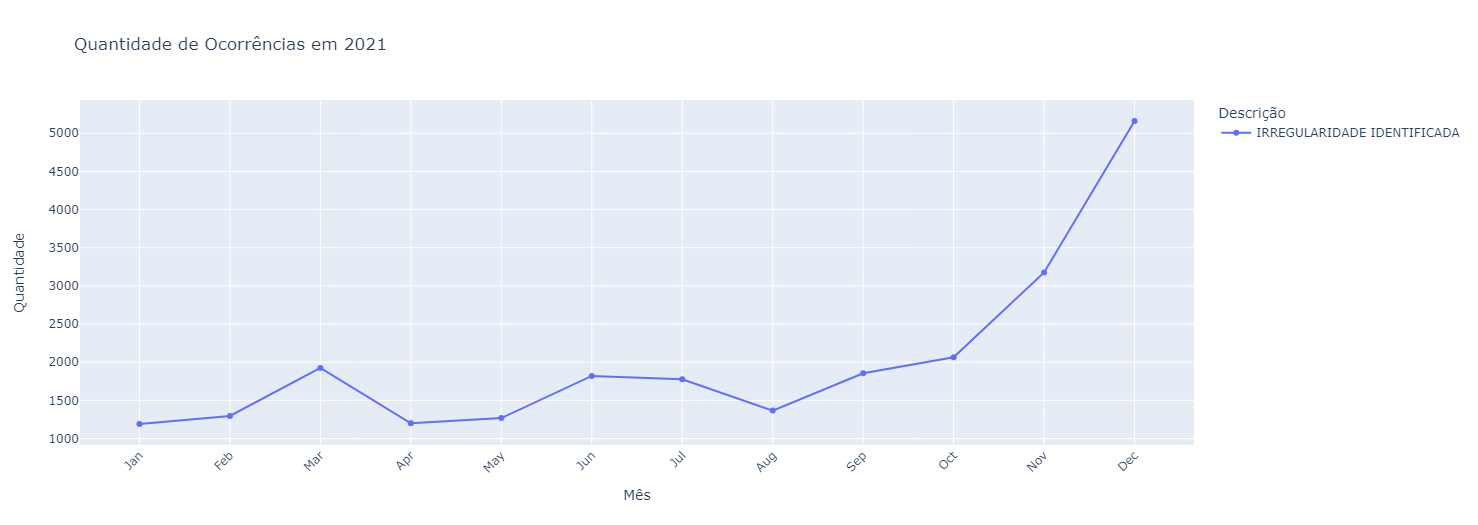 Quantidade de Ocorrências em 2021
Descrição
IRREGULARIDADE IDENTIFICADA
Quantidade
5000
4500
4000
3500
3000
2500
2000
1500
1000
Jan
Feb
Mar
Apr
May
Jun
Jul
Aug
Sep
Oct
Nov
Dec
Mês